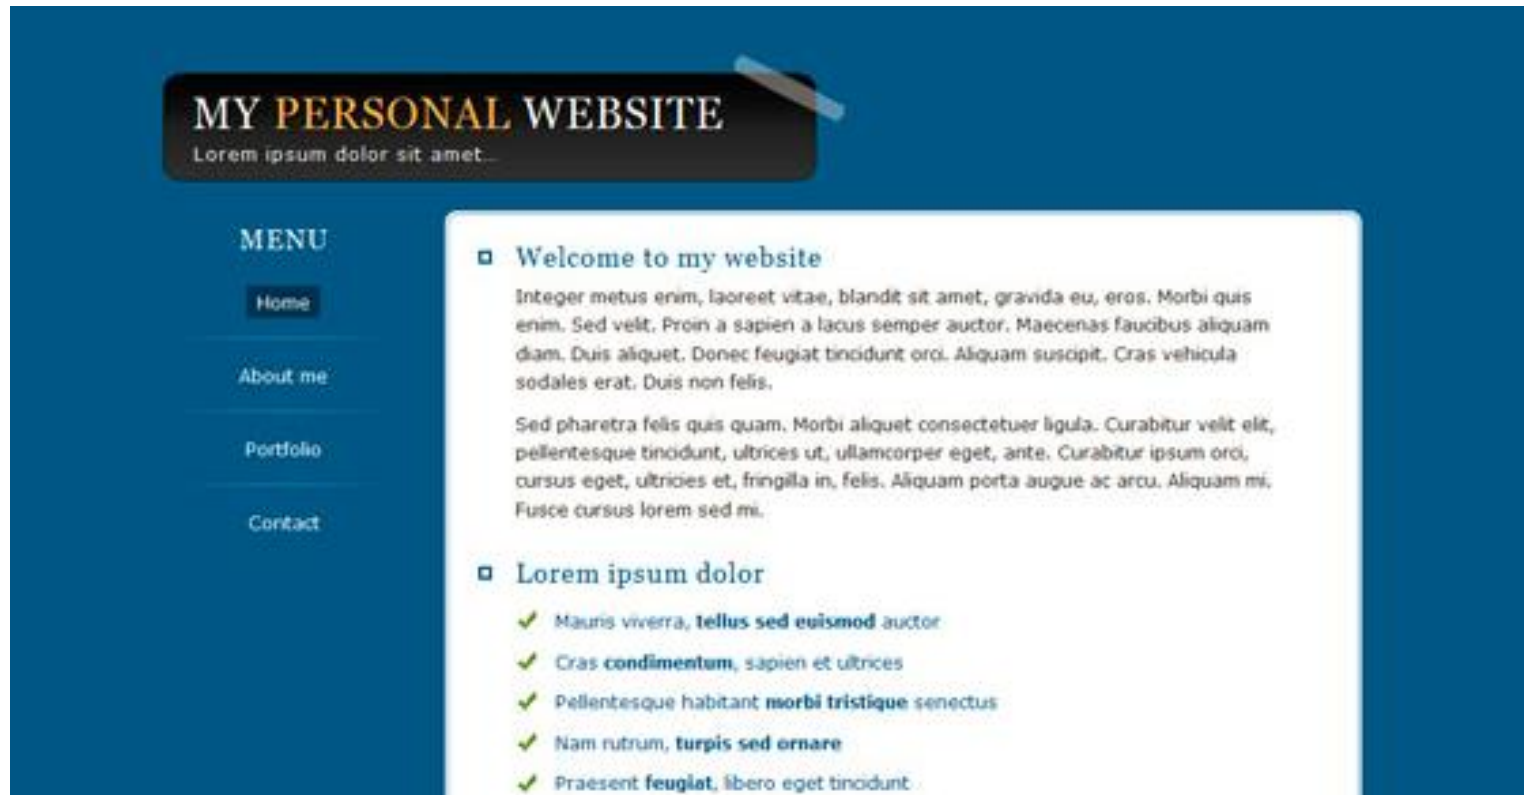 MY PERSONAL WEBSITE
Lorem ipsum dolor sit amet...
MENU
Home
About me
Portfolio
Contact
Welcome to my website
Integer metus enim, laoreet vitae, blandit sit amet, gravida eu, eros. Morbi quis
enim. Sed velit. Proin a sapien a lacus semper auctor. Maecenas faucibus aliquam
diam. Duis aliquet. Donec feugiat tincidunt orci. Aliquam suscipit. Cras vehicula
sodales erat. Duis non felis.
Sed pharetra felis quis quam. Morbi aliquet consectetuer ligula. Curabitur velit elit,
pellentesque tincidunt, ultrices ut, ullamcorper eget, ante. Curabitur ipsum orci,
cursus eget, ultricies et, fringilla in, felis. Aliquam porta augue ac arcu. Aliquam mi.
Fusce cursus lorem sed mi.
Lorem ipsum dolor
Mauris viverra, tellus sed euismod auctor
Cras condimentum, sapien et ultrices
Pellentesque habitant morbi tristique senectus
Nam rutrum, turpis sed ornare
Praesent feugiat, libero eget tincidunt